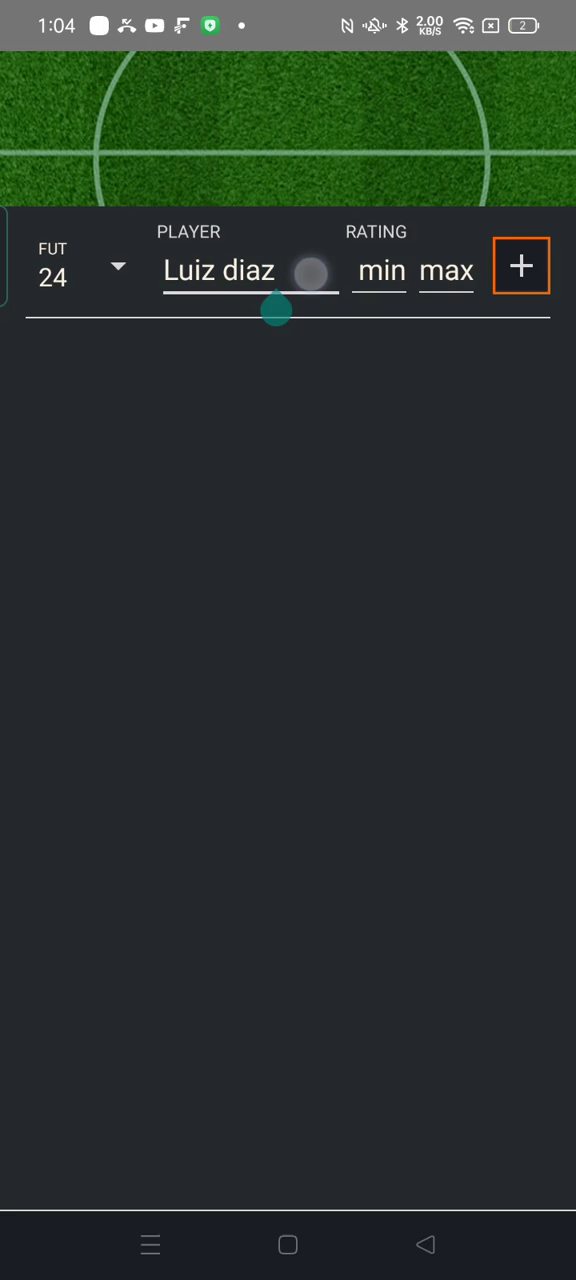 1:04
2.00
KB/S
2
PLAYER
RATING
FUT
24
Luiz diaz
min
max
+